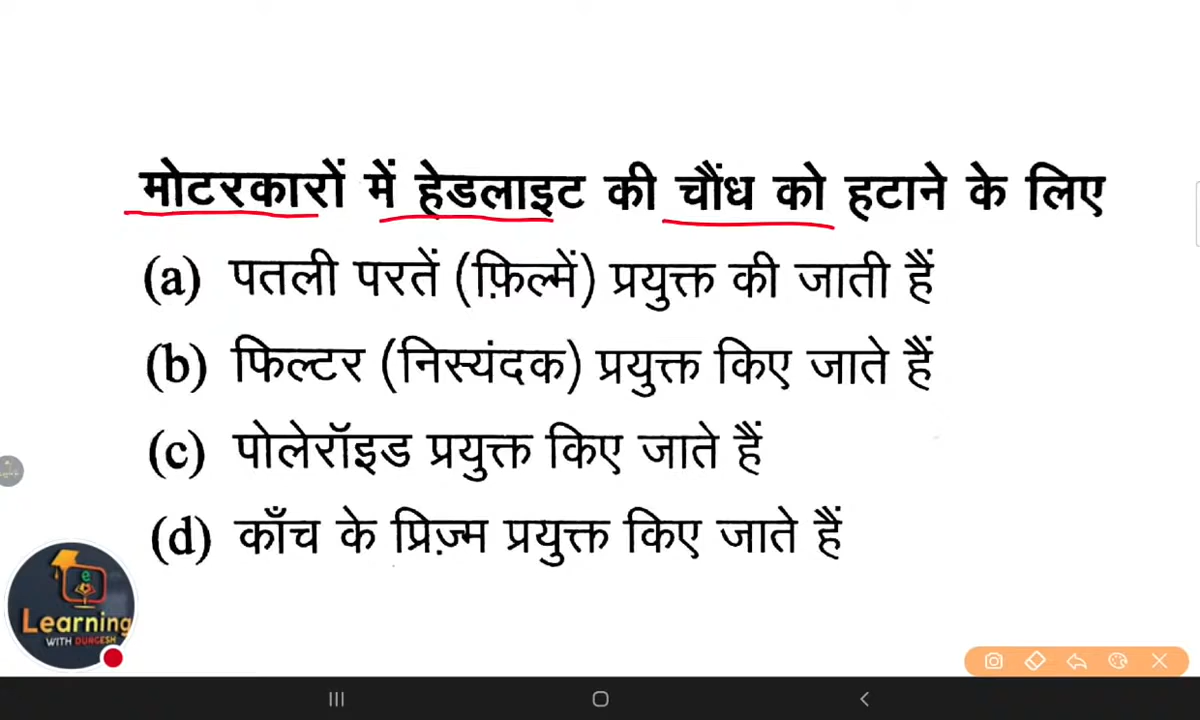 मोटरकारों में हेडलाइट की चौंध को हटाने के लिए
(a) पतली परतें (फ़िल्में) प्रयुक्त की जाती हैं
(b) फिल्टर (निस्यंदक) प्रयुक्त किए जाते हैं
(c) पोलेरॉइड प्रयुक्त किए जाते हैं
(d) काँच के प्रिज़्म प्रयुक्त किए जाते हैं
e
Learning
WITH DURGESH